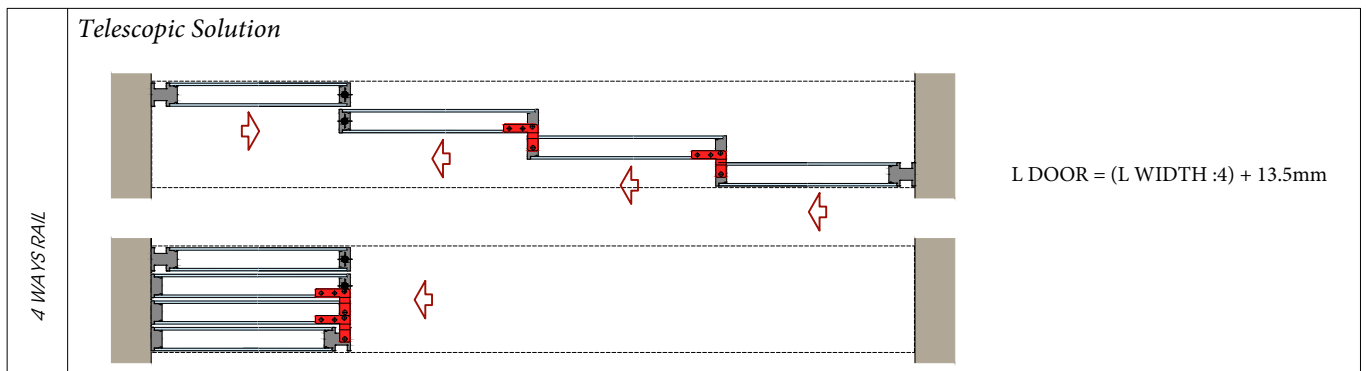 Telescopic Solution
L DOOR = (L WIDTH :4) + 13.5mm
4 WAYS RAIL